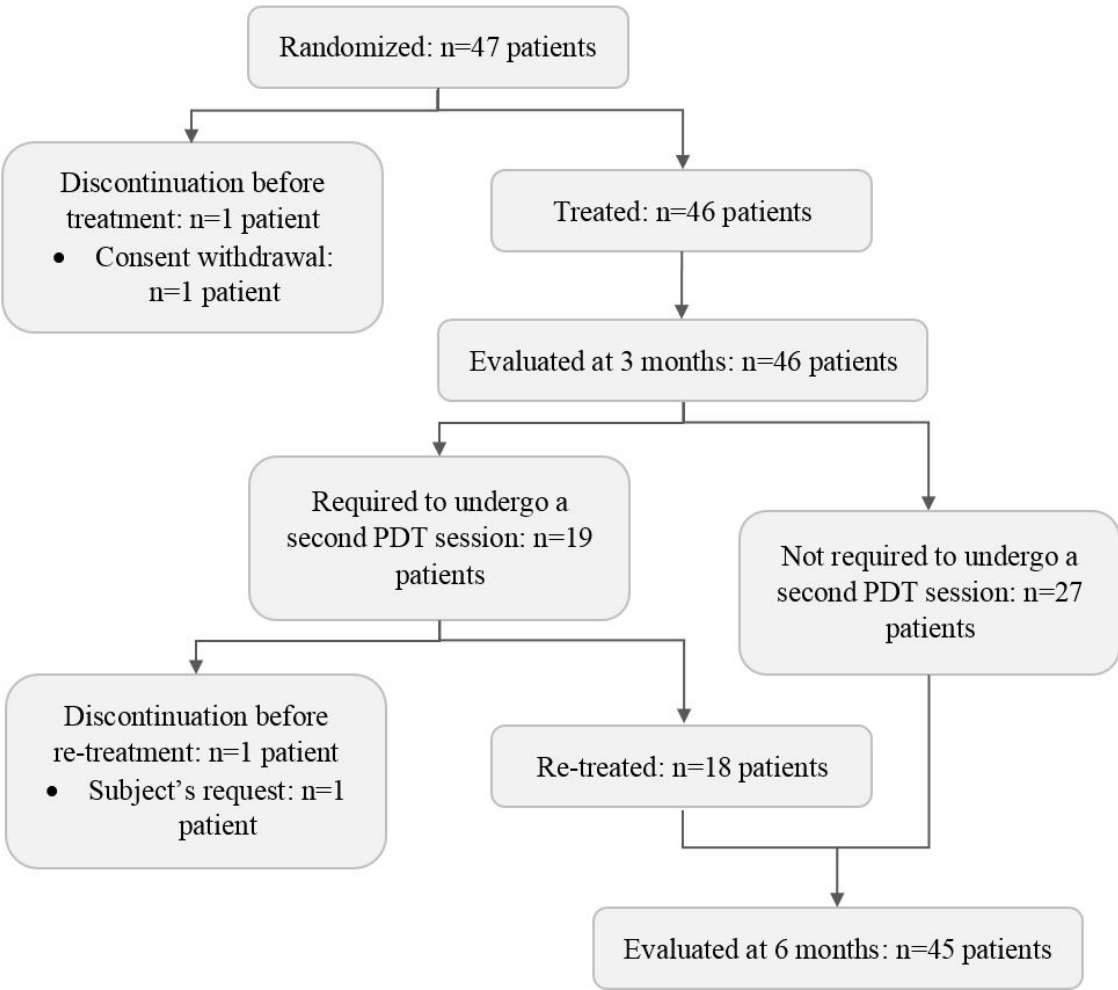 Randomized: n=47 patients
Discontinuation before
treatment: n=1 patient
• Consent withdrawal:
n=1 patient
Treated: n=46 patients
Evaluated at 3 months: n=46 patients
Required to undergo a
second PDT session: n=19
patients
Not required to undergo a
second PDT session: n=27
patients
Discontinuation before
re-treatment: n=1 patient
• Subject’s request: n=1
patient
Re-treated: n=18 patients
Evaluated at 6 months: n=45 patients